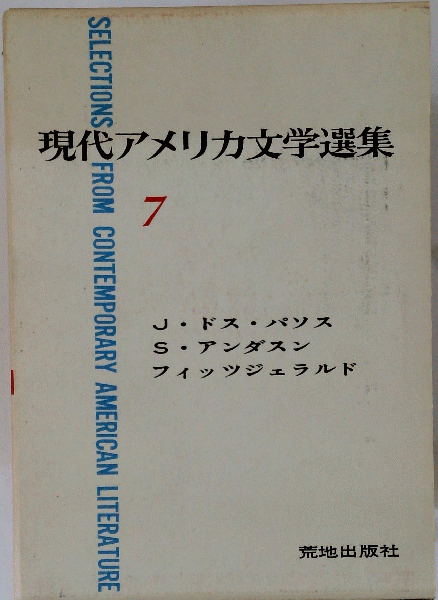 SELECTIONS FROM CONTEMPORARY AMERICAN LITERATURE
現代アメリカ文学選集
7
J・ドス・パソス
S・アンダスン
フィッツジェラルド
荒地出版社